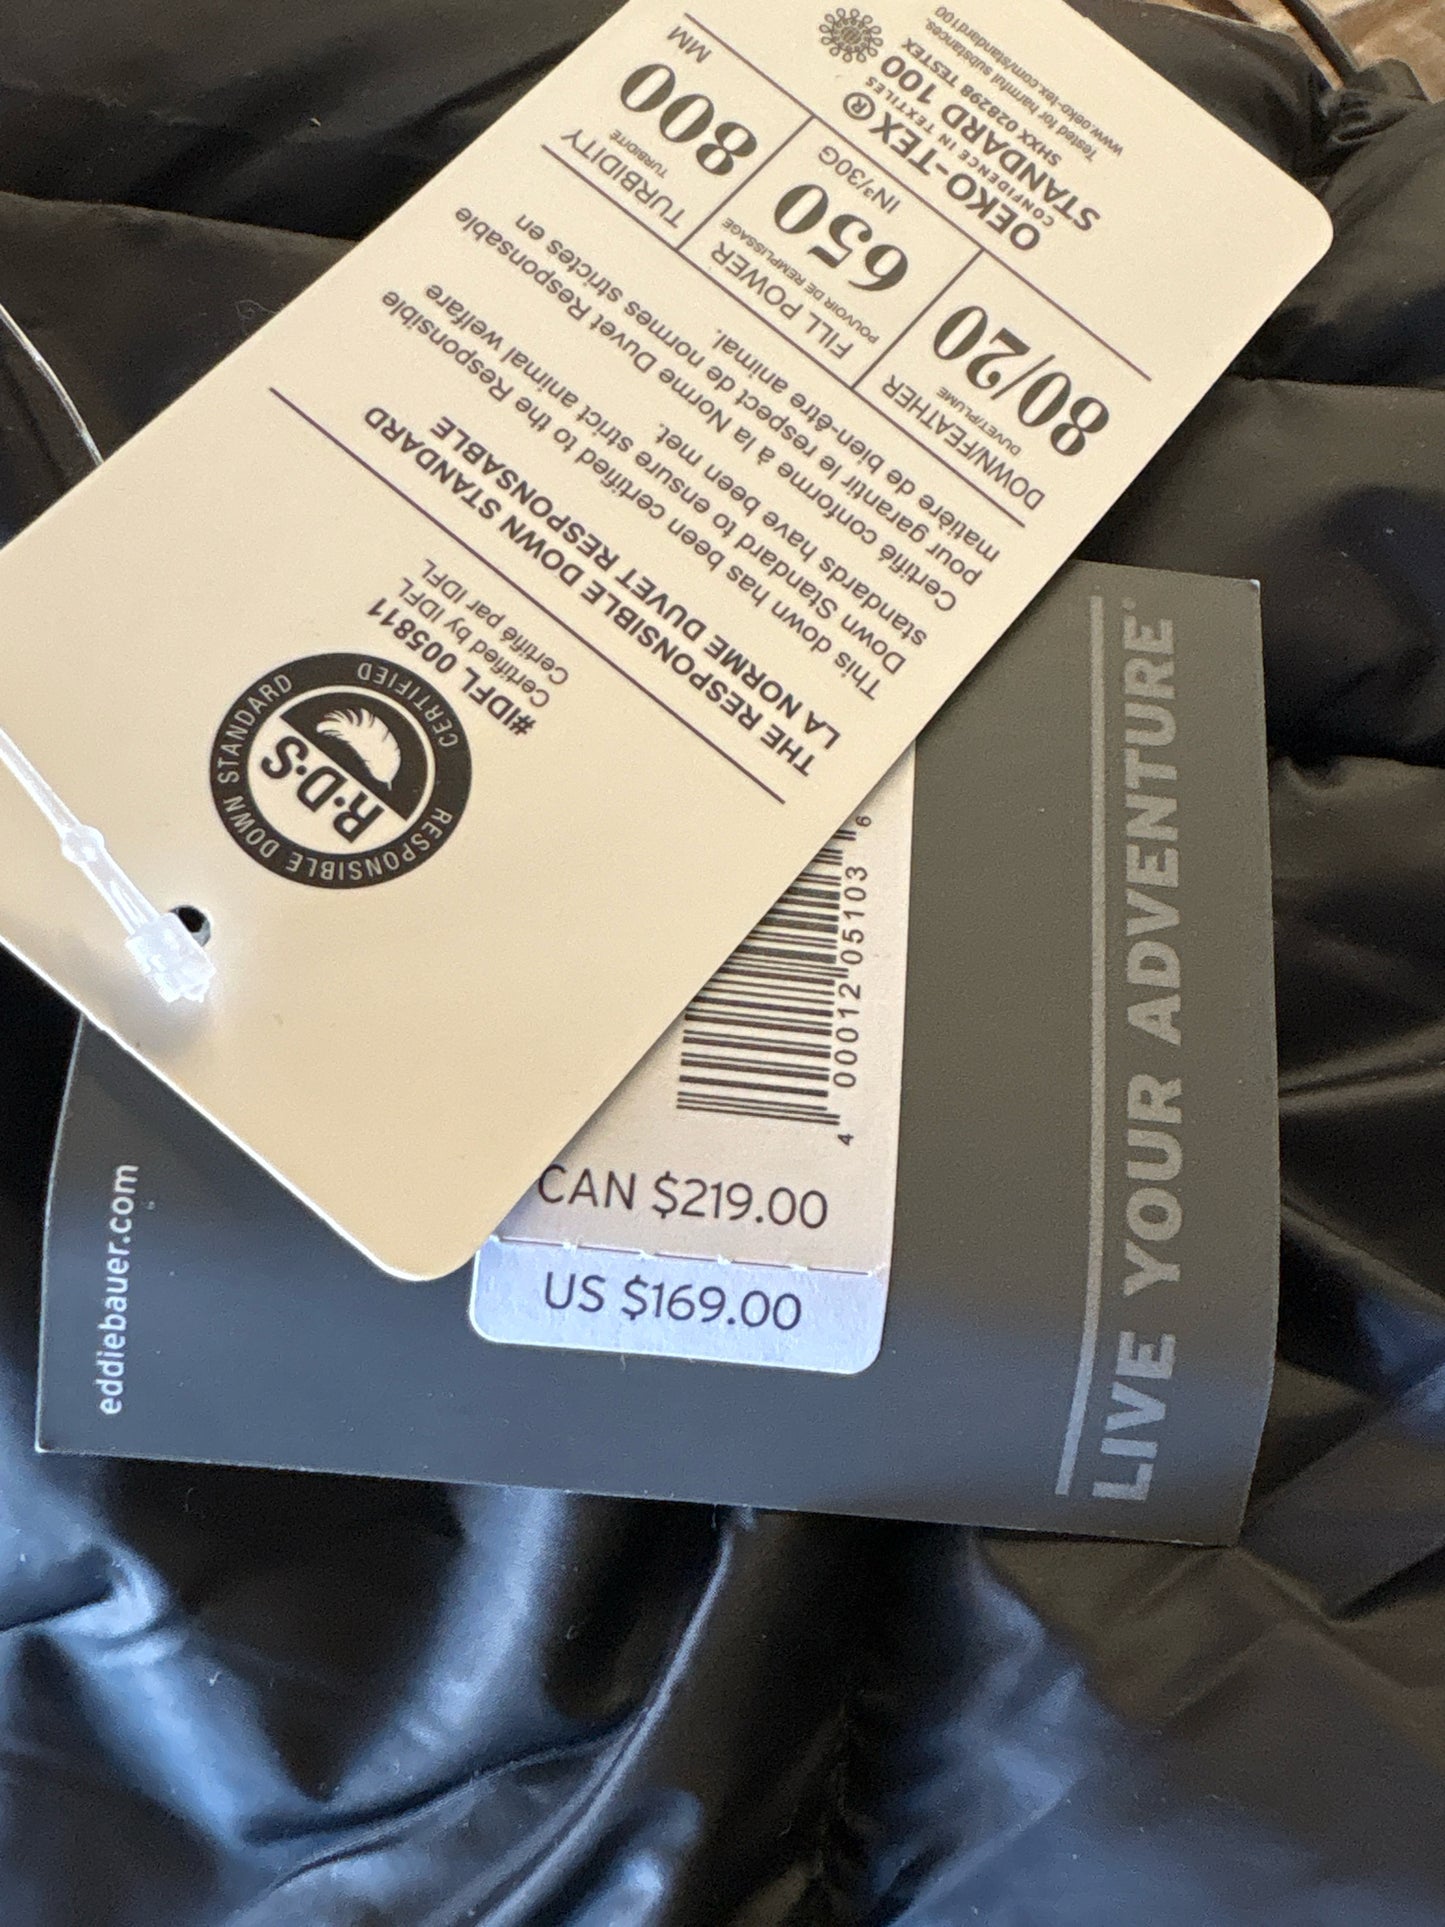 RESPONSIBLE DOWN STANDARD
CERTIFIED
R·D·S
#IDFL 005811
Certified by IDFL
Certifié par IDFL
THE RESPONSIBLE DOWN STANDARD
LA NORME DUVET RESPONSABLE
This down has been certified to the Responsible
Down Standard to ensure strict animal welfare
standards have been met.
Certifié conforme à la Norme Duvet Responsable
pour garantir le respect de normes strictes en
matière de bien-être animal.
DOWN/FEATHER
DUVET/PLUME
80/20
FILL POWER
POUVOIR DE REMPLISSAGE
650
IN³/30G
TURBIDITY
TURBIDITÉ
800
MM
OEKO-TEX®
CONFIDENCE IN TEXTILES
STANDARD 100
SHXX 028298 TESTEX
Tested for harmful substances.
www.oeko-tex.com/standard100
4 00012 05103 6
CAN $219.00
US $169.00
eddiebauer.com
LIVE YOUR ADVENTURE